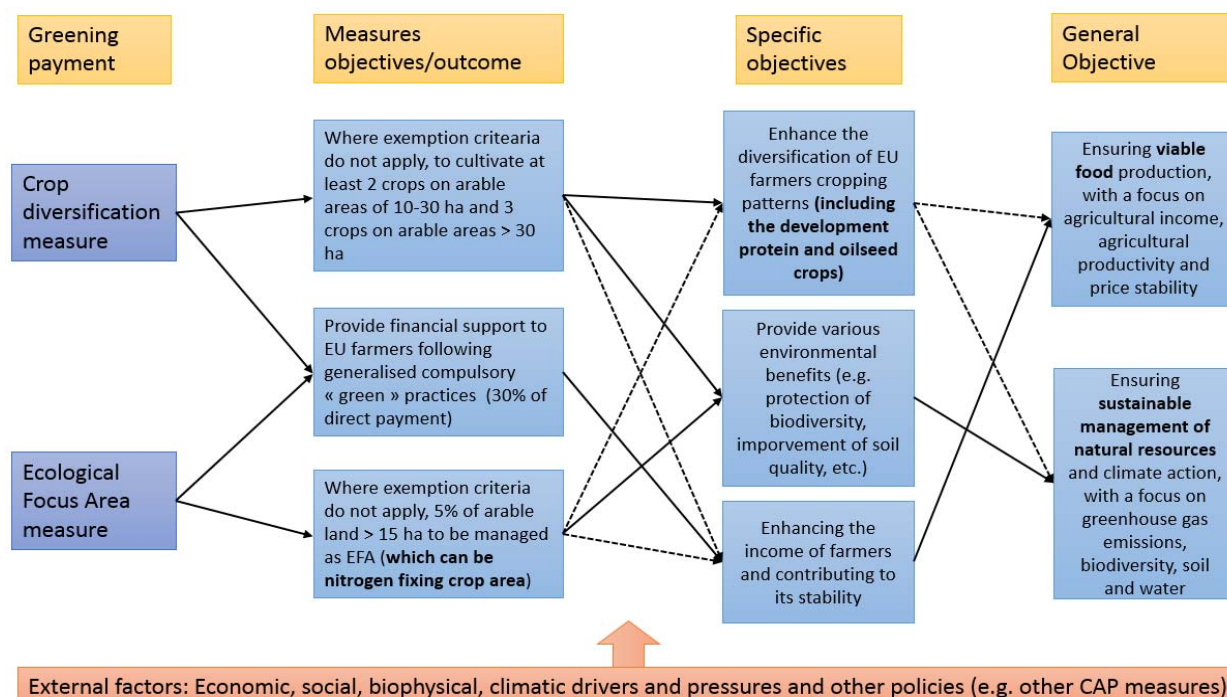 Greening
payment
Measures
objectives/outcome
Specific
objectives
General
Objective
Crop
diversification
measure
Ecological
Focus Area
measure
Where exemption critearia
do not apply, to cultivate at
least 2 crops on arable
areas of 10-30 ha and 3
crops on arable areas > 30
ha
Provide financial support to
EU farmers following
generalised compulsory
« green » practices (30% of
direct payment)
Where exemption criteria
do not apply, 5% of arable
land > 15 ha to be managed
as EFA (which can be
nitrogen fixing crop area)
Enhance the
diversification of EU
farmers cropping
patterns (including
the development
protein and oilseed
crops)
Provide various
environmental
benefits (e.g.
protection of
biodiversity,
imporvement of soil
quality, etc.)
Enhancing the
income of farmers
and contributing to
its stability
Ensuring viable
food production,
with a focus on
agricultural income,
agricultural
productivity and
price stability
Ensuring
sustainable
management of
natural resources
and climate action,
with a focus on
greenhouse gas
emissions,
biodiversity, soil
and water
External factors: Economic, social, biophysical, climatic drivers and pressures and other policies (e.g. other CAP measures)